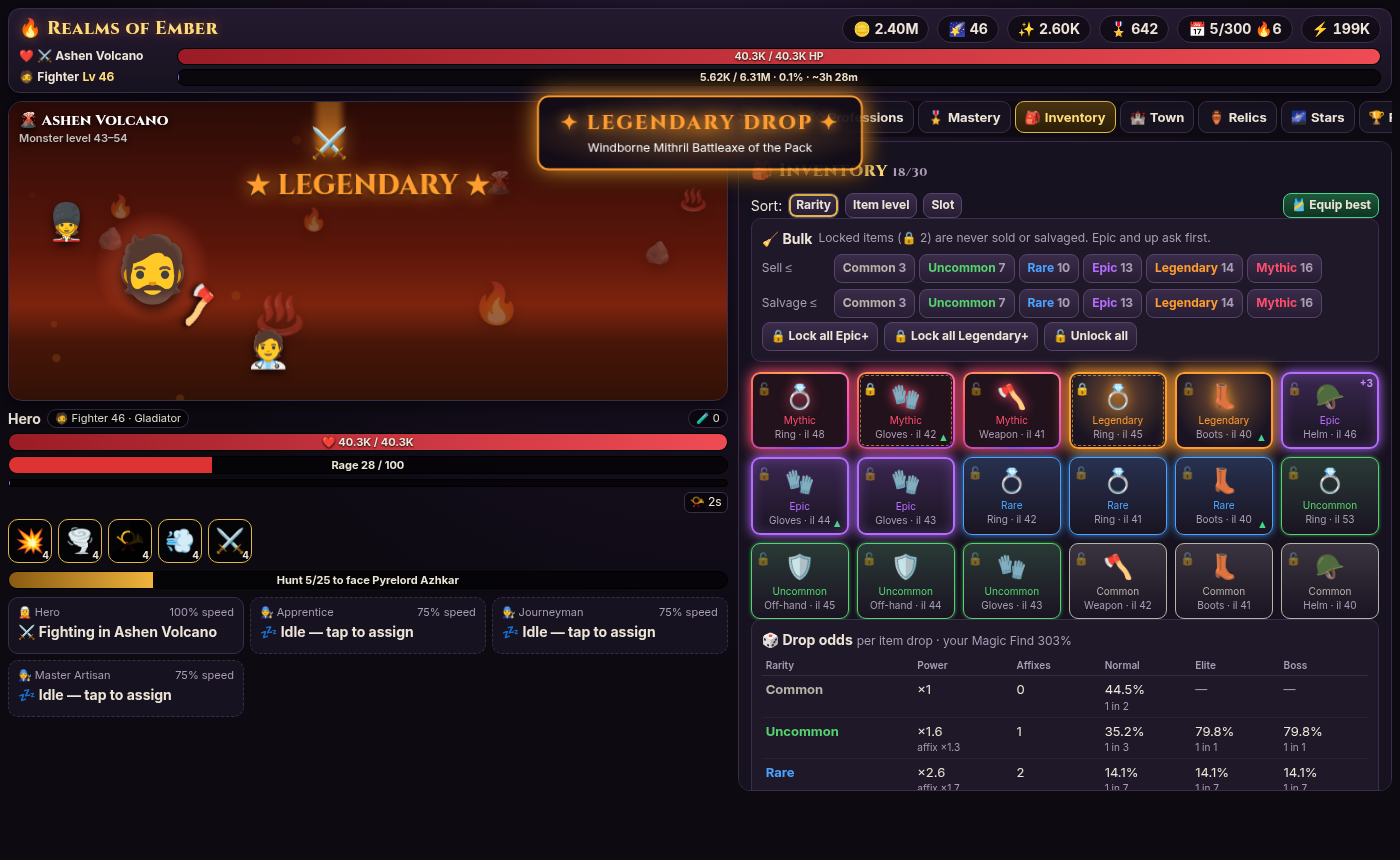 Realms of Ember
2.40M
46
2.60K
642
5/300 6
199K
Ashen Volcano
40.3K / 40.3K HP
Fighter Lv 46
5.62K / 6.31M · 0.1% · ~3h 28m
Ashen Volcano
Monster level 43–54
★ LEGENDARY ★
✦ LEGENDARY DROP ✦
Windborne Mithril Battleaxe of the Pack
Professions
Mastery
Inventory
Town
Relics
Stars
Inventory 18/30
Sort:
Rarity
Item level
Slot
Equip best
Bulk Locked items (🔒 2) are never sold or salvaged. Epic and up ask first.
Sell ≤
Common 3
Uncommon 7
Rare 10
Epic 13
Legendary 14
Mythic 16
Salvage ≤
Common 3
Uncommon 7
Rare 10
Epic 13
Legendary 14
Mythic 16
Lock all Epic+
Lock all Legendary+
Unlock all
Mythic
Ring · il 48
Mythic
Gloves · il 42
Mythic
Weapon · il 41
Legendary
Ring · il 45
Legendary
Boots · il 40
+3
Epic
Helm · il 46
Epic
Gloves · il 44
Epic
Gloves · il 43
Rare
Ring · il 42
Rare
Ring · il 41
Rare
Boots · il 40
Uncommon
Ring · il 53
Uncommon
Off-hand · il 45
Uncommon
Off-hand · il 44
Uncommon
Gloves · il 43
Common
Weapon · il 42
Common
Boots · il 41
Common
Helm · il 40
Drop odds per item drop · your Magic Find 303%
Rarity Power Affixes Normal Elite Boss
Common ×1 0 44.5% — —
1 in 2
Uncommon ×1.6 1 35.2% 79.8% 79.8%
affix ×1.3 1 in 3 1 in 1 1 in 1
Rare ×2.6 2 14.1% 14.1% 14.1%
affix ×1.7 1 in 7 1 in 7 1 in 7
Hero
Fighter 46 · Gladiator
0
40.3K / 40.3K
Rage 28 / 100
2s
4
4
4
4
4
Hunt 5/25 to face Pyrelord Azhkar
Hero 100% speed
Fighting in Ashen Volcano
Apprentice 75% speed
Idle — tap to assign
Journeyman 75% speed
Idle — tap to assign
Master Artisan 75% speed
Idle — tap to assign